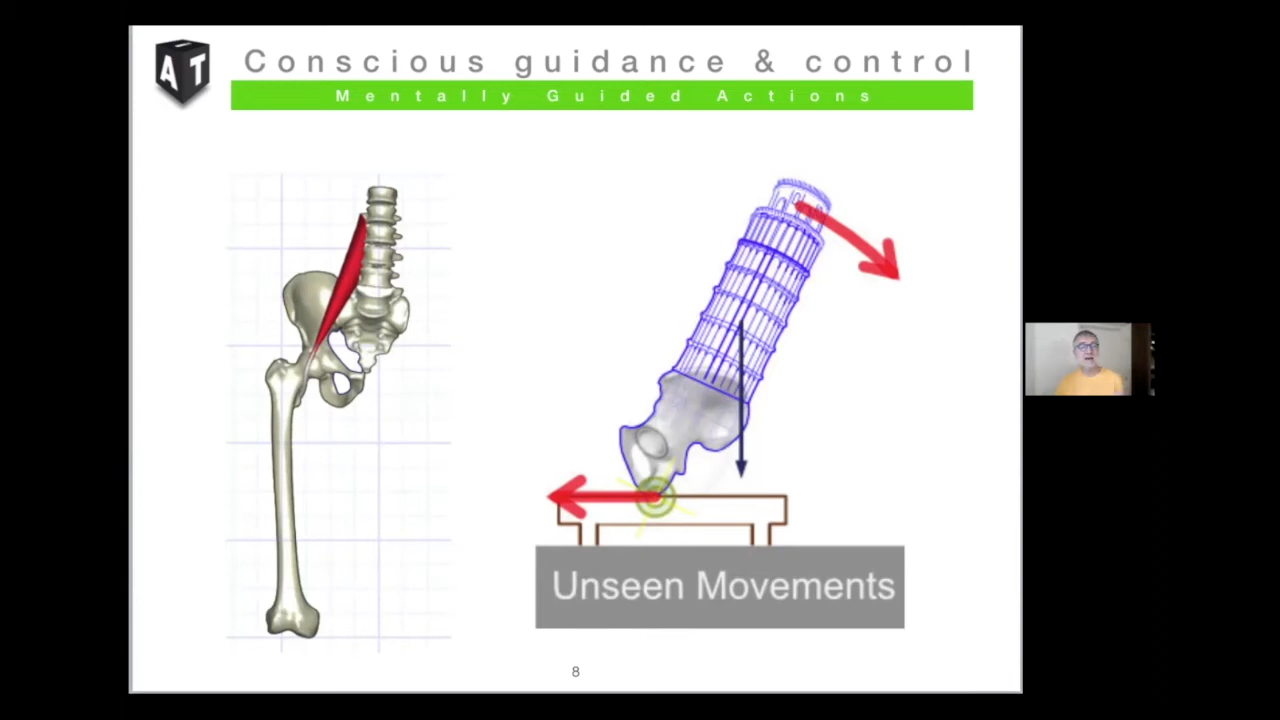 AT
Conscious guidance & control
Mentally Guided Actions
Unseen Movements
8